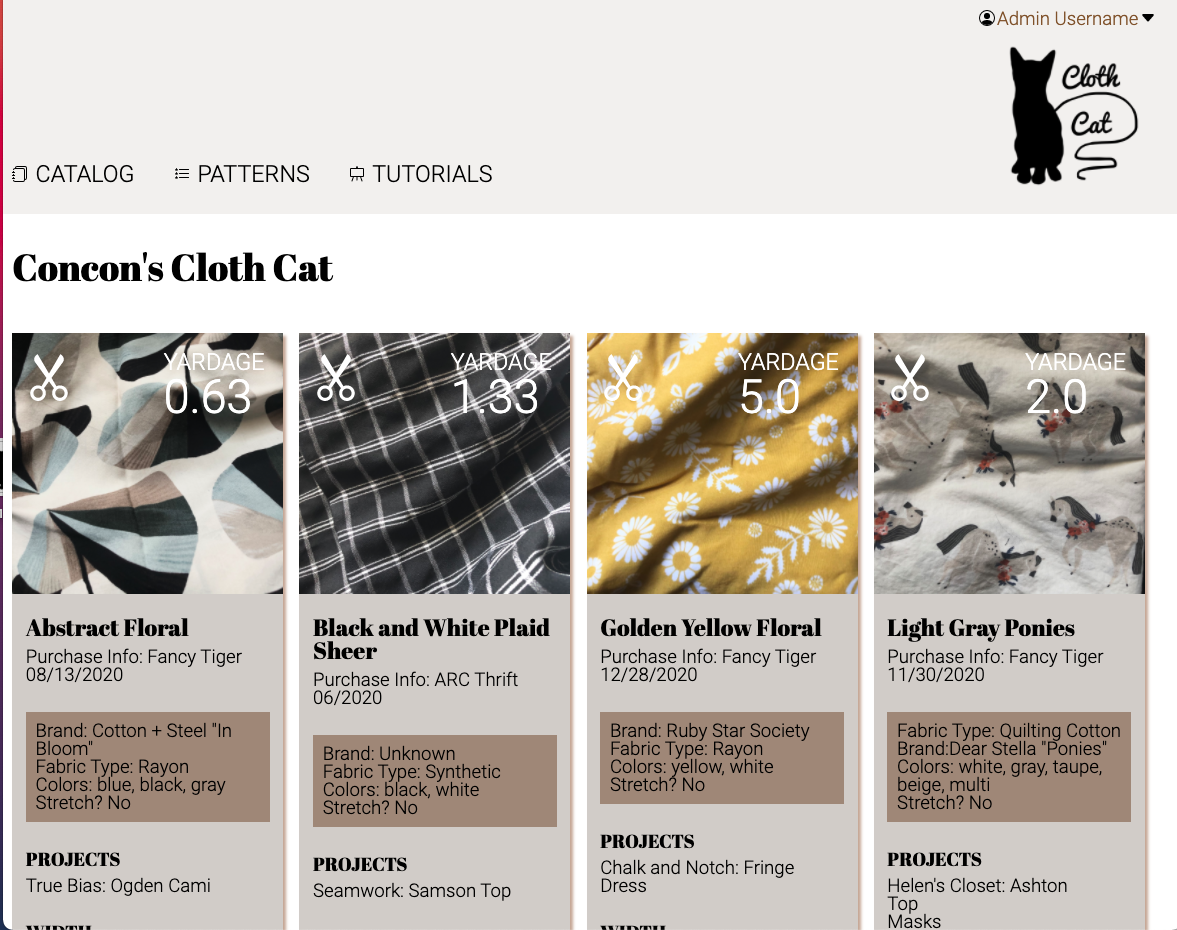 Admin Username
Cloth
Cat
CATALOG
PATTERNS
TUTORIALS
Concon's Cloth Cat
YARDAGE
0.63
Abstract Floral
Purchase Info: Fancy Tiger
08/13/2020
Brand: Cotton + Steel "In
Bloom"
Fabric Type: Rayon
Colors: blue, black, gray
Stretch? No
PROJECTS
True Bias: Ogden Cami
WIDTH
YARDAGE
1.33
Black and White Plaid
Sheer
Purchase Info: ARC Thrift
06/2020
Brand: Unknown
Fabric Type: Synthetic
Colors: black, white
Stretch? No
PROJECTS
Seamwork: Samson Top
YARDAGE
5.0
Golden Yellow Floral
Purchase Info: Fancy Tiger
12/28/2020
Brand: Ruby Star Society
Fabric Type: Rayon
Colors: yellow, white
Stretch? No
PROJECTS
Chalk and Notch: Fringe
Dress
WIDTH
YARDAGE
2.0
Light Gray Ponies
Purchase Info: Fancy Tiger
11/30/2020
Fabric Type: Quilting Cotton
Brand:Dear Stella "Ponies"
Colors: white, gray, taupe,
beige, multi
Stretch? No
PROJECTS
Helen's Closet: Ashton
Top
Masks